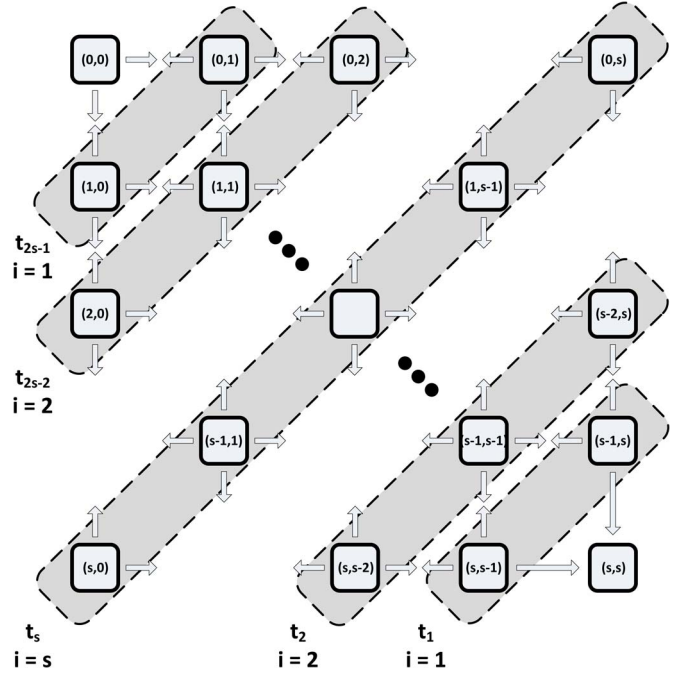 (0,0) (0,1) (0,2) (0,s)
(1,0) (1,1) (1,s-1)
t2s-1
i = 1
(2,0) (s-2,s)
t2s-2
i = 2
(s-1,1) (s-1,s-1) (s-1,s)
(s,0) (s,s-2) (s,s-1) (s,s)
ts t2 t1
i = s i = 2 i = 1